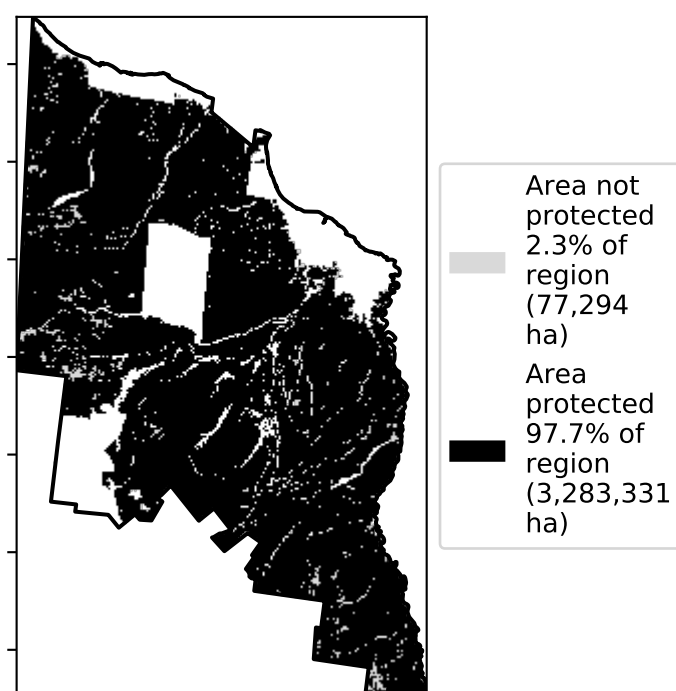 Area not
protected
2.3% of
region
(77,294
ha)
Area
protected
97.7% of
region
(3,283,331
ha)